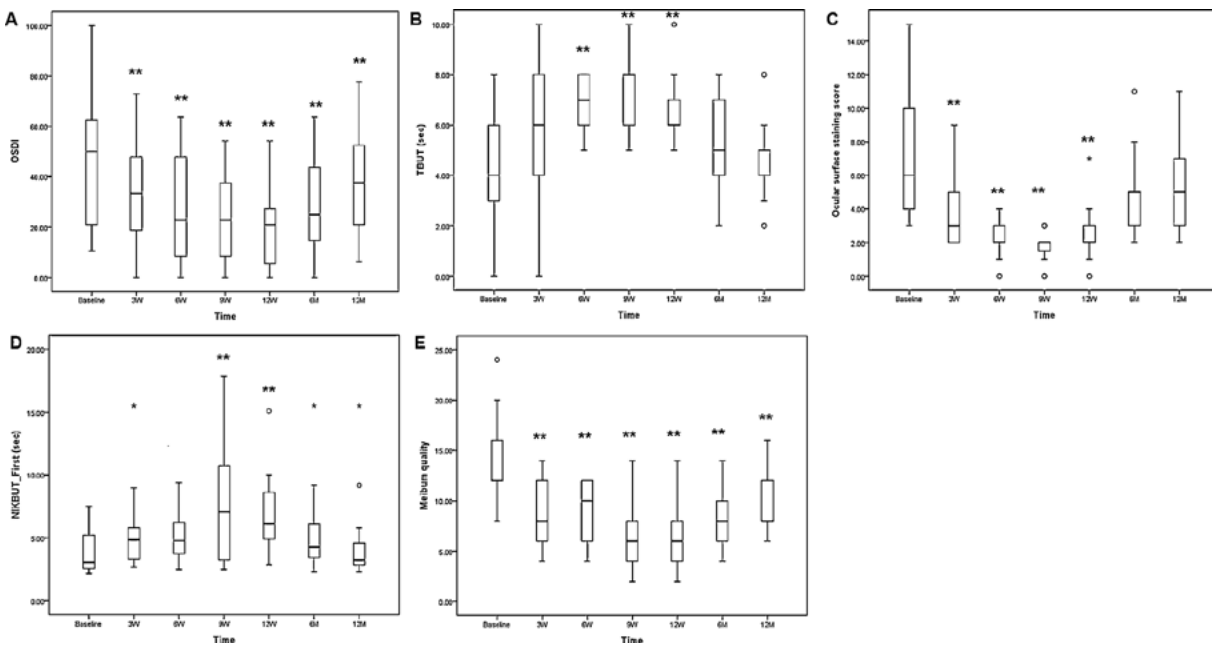 A
OSDI
100.00
80.00
60.00
40.00
20.00
0.00
** ** ** ** ** **
Baseline 3W 6W 9W 12W 6M 12M
Time
B
TBUT (sec)
10.00
8.00
6.00
4.00
2.00
0.00
** ** **
Baseline 3W 6W 9W 12W 6M 12M
Time
C
Ocular surface staining score
14.00
12.00
10.00
8.00
6.00
4.00
2.00
0.00
** ** ** ** *
Baseline 3W 6W 9W 12W 6M 12M
Time
D
NIKBUT_First (sec)
20.00
15.00
10.00
5.00
0.00
* ** ** * *
Baseline 3W 6W 9W 12W 6M 12M
Time
E
Meibum quality
25.00
20.00
15.00
10.00
5.00
0.00
** ** ** ** ** **
Baseline 3W 6W 9W 12W 6M 12M
Time